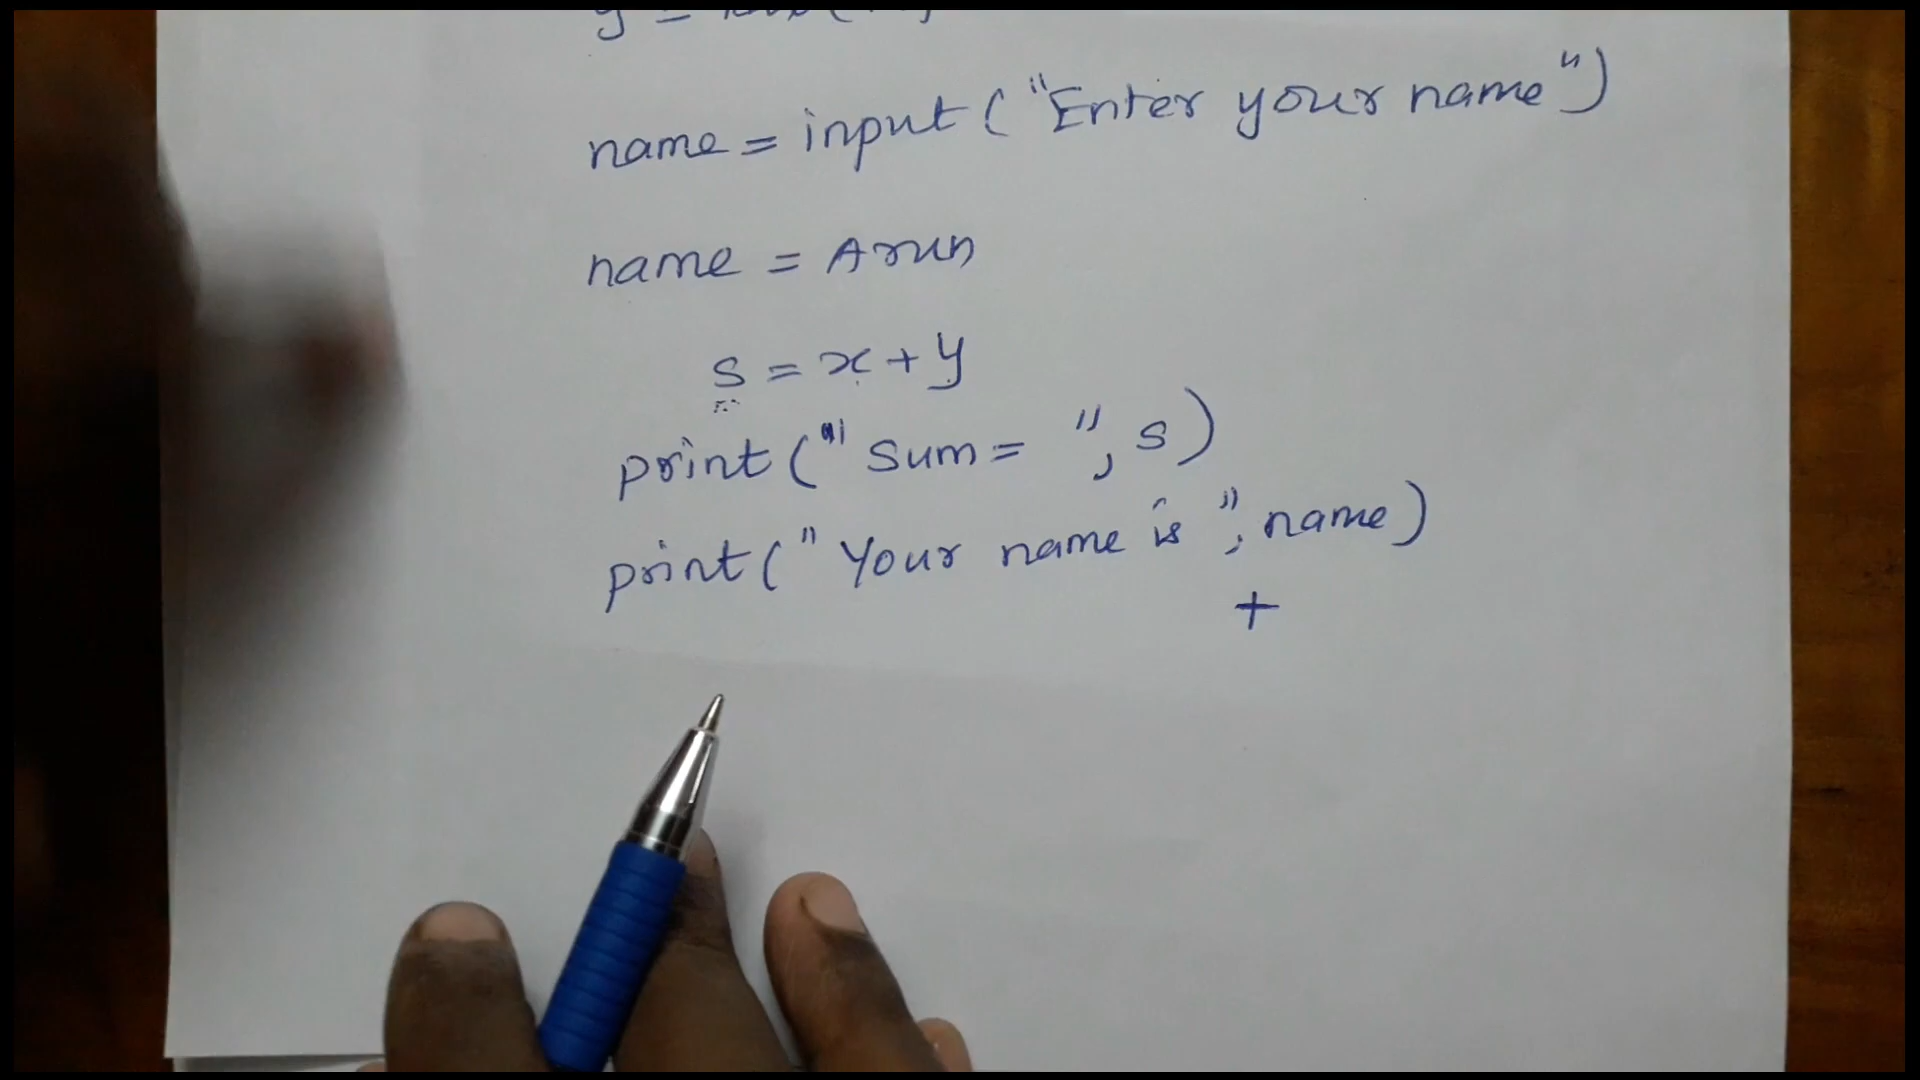 y =
name = input ("Enter your name")
name = Arun
s = x + y
print (" Sum = ", s)
print (" Your name is ", name)
+